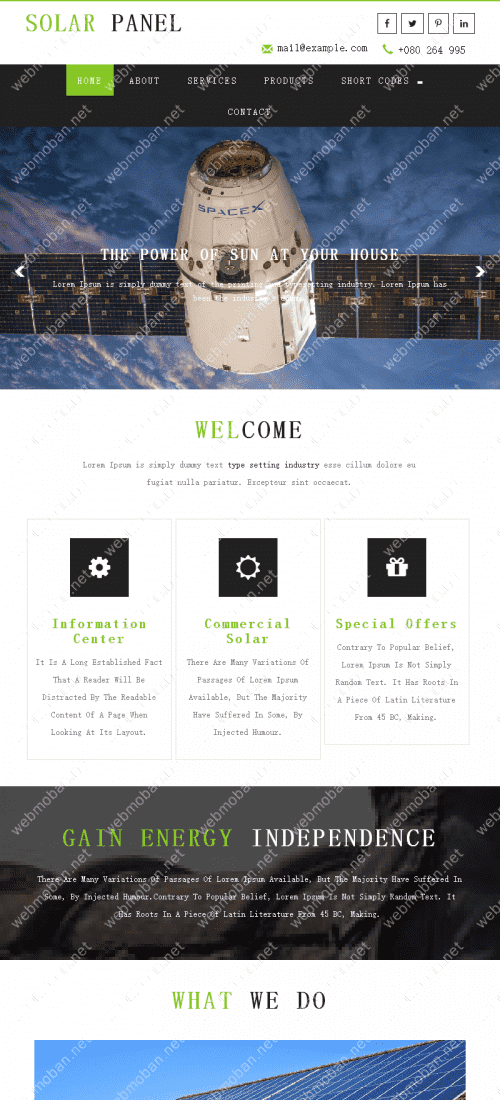 SOLAR PANEL
mail@example.com +080 264 995
HOME ABOUT SERVICES PRODUCTS SHORT CODES
CONTACT
SPACEX
THE POWER OF SUN AT YOUR HOUSE
Lorem Ipsum is simply dummy text of the printing and typesetting industry. Lorem Ipsum has
been the industry's
WELCOME
Lorem Ipsum is simply dummy text type setting industry esse cillum dolore eu
fugiat nulla pariatur. Excepteur sint occaecat.
Information
Center
It Is A Long Established Fact
That A Reader Will Be
Distracted By The Readable
Content Of A Page When
Looking At Its Layout.
Commercial
Solar
There Are Many Variations Of
Passages Of Lorem Ipsum
Available, But The Majority
Have Suffered In Some, By
Injected Humour.
Special Offers
Contrary To Popular Belief,
Lorem Ipsum Is Not Simply
Random Text. It Has Roots In
A Piece Of Latin Literature
From 45 BC, Making.
GAIN ENERGY INDEPENDENCE
There Are Many Variations Of Passages Of Lorem Ipsum Available, But The Majority Have Suffered In
Some, By Injected Humour.Contrary To Popular Belief, Lorem Ipsum Is Not Simply Random Text. It
Has Roots In A Piece Of Latin Literature From 45 BC, Making.
WHAT WE DO
webmoban.net